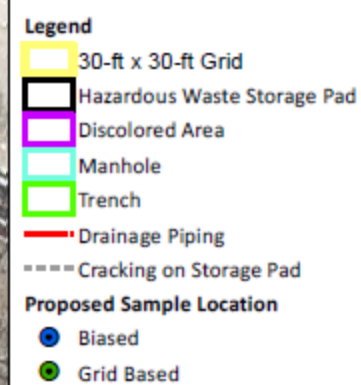 Legend
30-ft x 30-ft Grid
Hazardous Waste Storage Pad
Discolored Area
Manhole
Trench
Drainage Piping
Cracking on Storage Pad
Proposed Sample Location
Biased
Grid Based